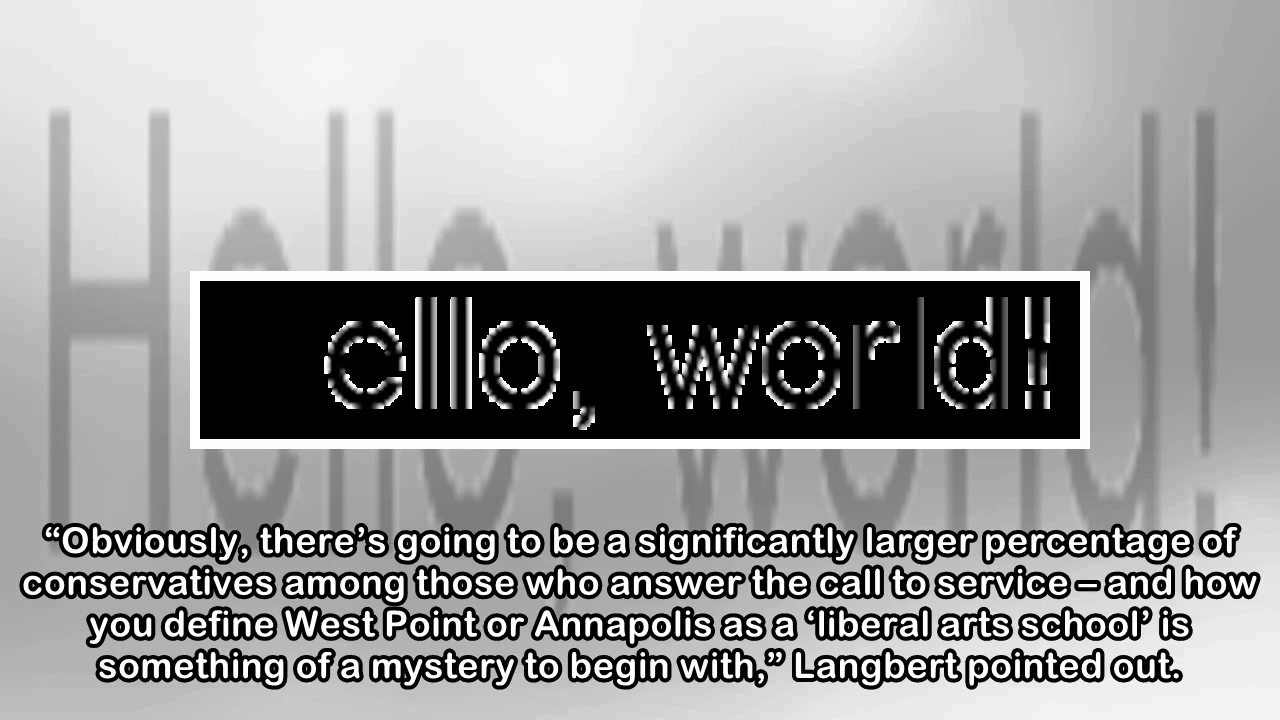 Hello, world!
ello, world!
“Obviously, there’s going to be a significantly larger percentage of
conservatives among those who answer the call to service – and how
you define West Point or Annapolis as a ‘liberal arts school’ is
something of a mystery to begin with,” Langbert pointed out.